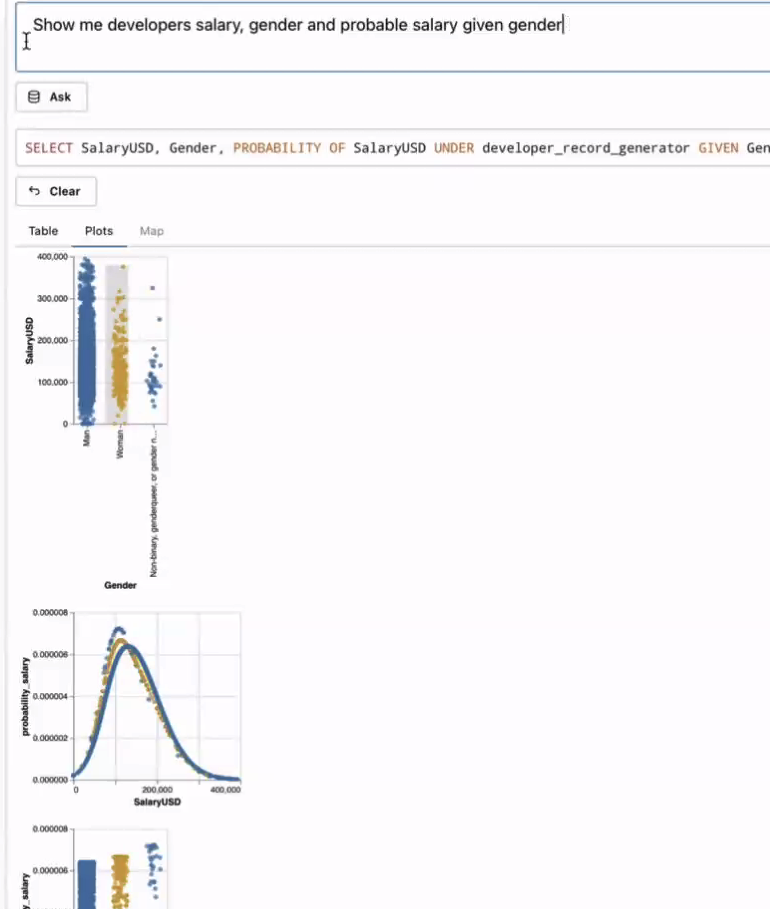 Show me developers salary, gender and probable salary given gender
Ask
SELECT SalaryUSD, Gender, PROBABILITY OF SalaryUSD UNDER developer_record_generator GIVEN Gen
Clear
Table Plots Map
400,000
300,000
200,000
100,000
0
SalaryUSD
Man
Woman
Non-binary, genderqueer, or gender n...
Gender
0.000008
0.000006
0.000004
0.000002
0.000000
probability_salary
0 200,000 400,000
SalaryUSD
0.000008
0.000006
y_salary